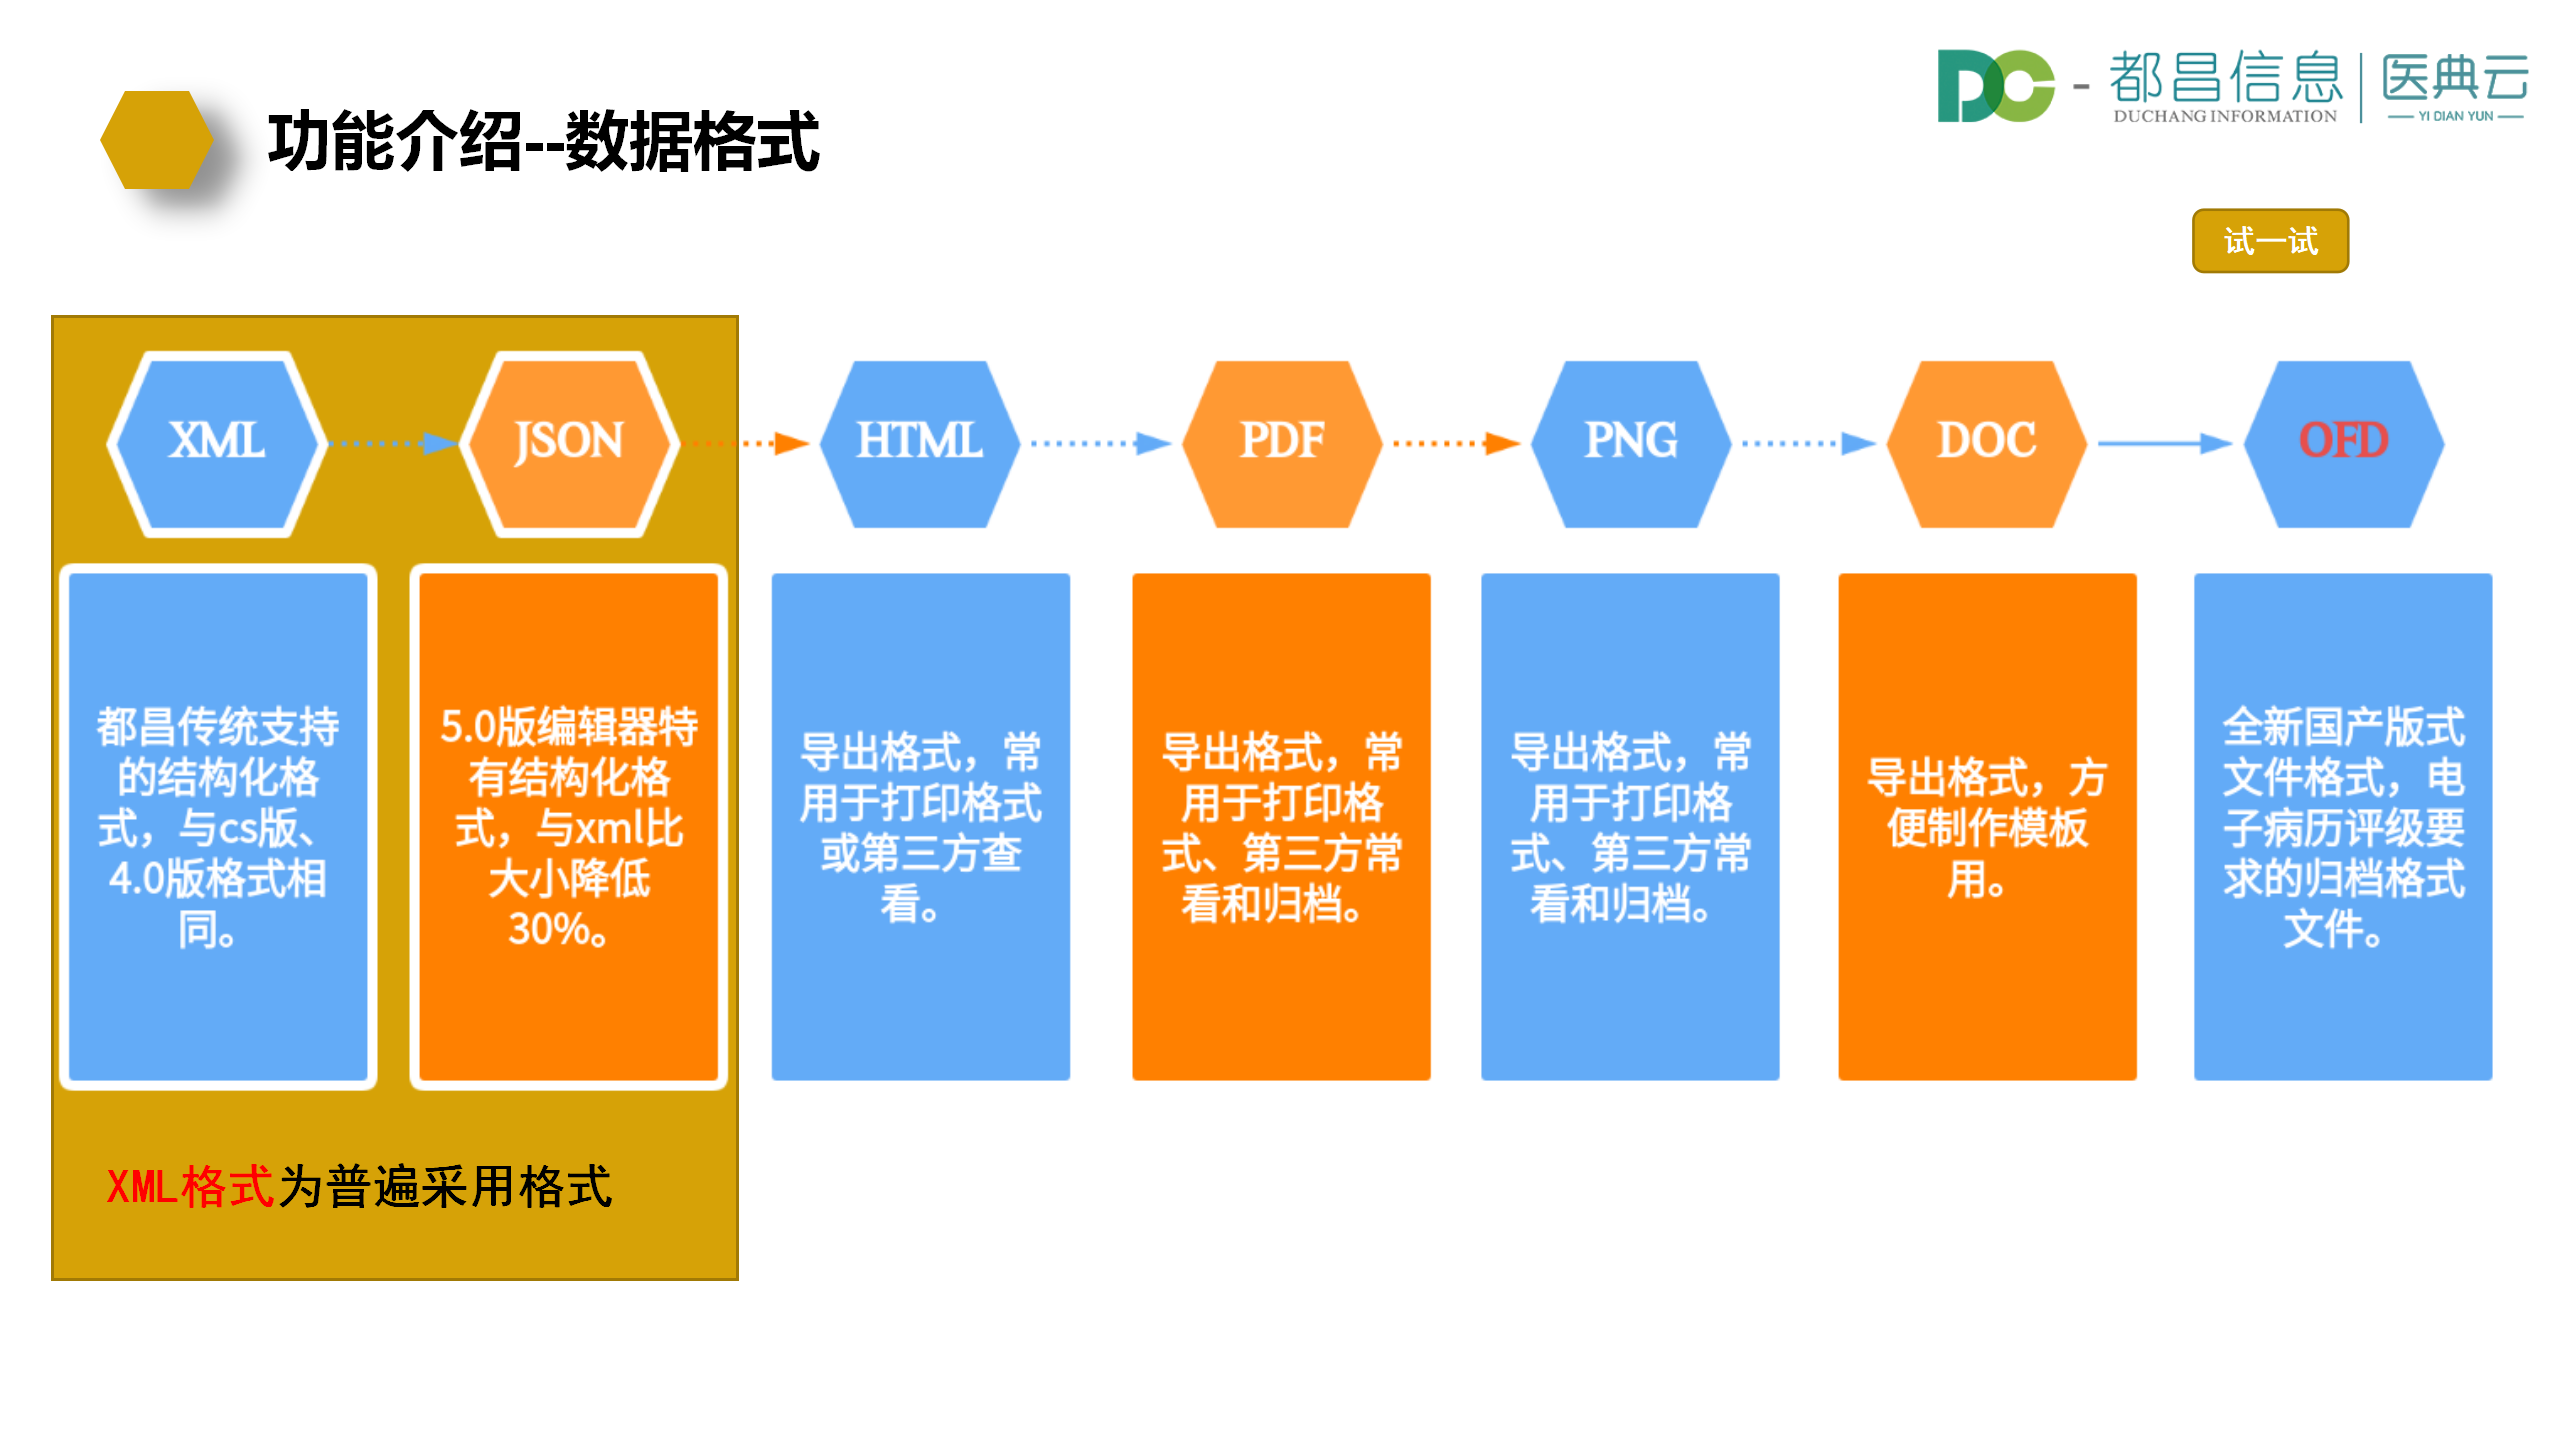 功能介绍--数据格式
DC - 都昌信息 医典云
DUCHANG INFORMATION YI DIAN YUN
试一试
XML
JSON
HTML
PDF
PNG
DOC
OFD
都昌传统支持
的结构化格
式，与cs版、
4.0版格式相
同。
5.0版编辑器特
有结构化格
式，与xml比
大小降低
30%。
导出格式，常
用于打印格式
或第三方查
看。
导出格式，常
用于打印格
式、第三方常
看和归档。
导出格式，常
用于打印格
式、第三方常
看和归档。
导出格式，方
便制作模板
用。
全新国产版式
文件格式，电
子病历评级要
求的归档格式
文件。
XML格式为普遍采用格式